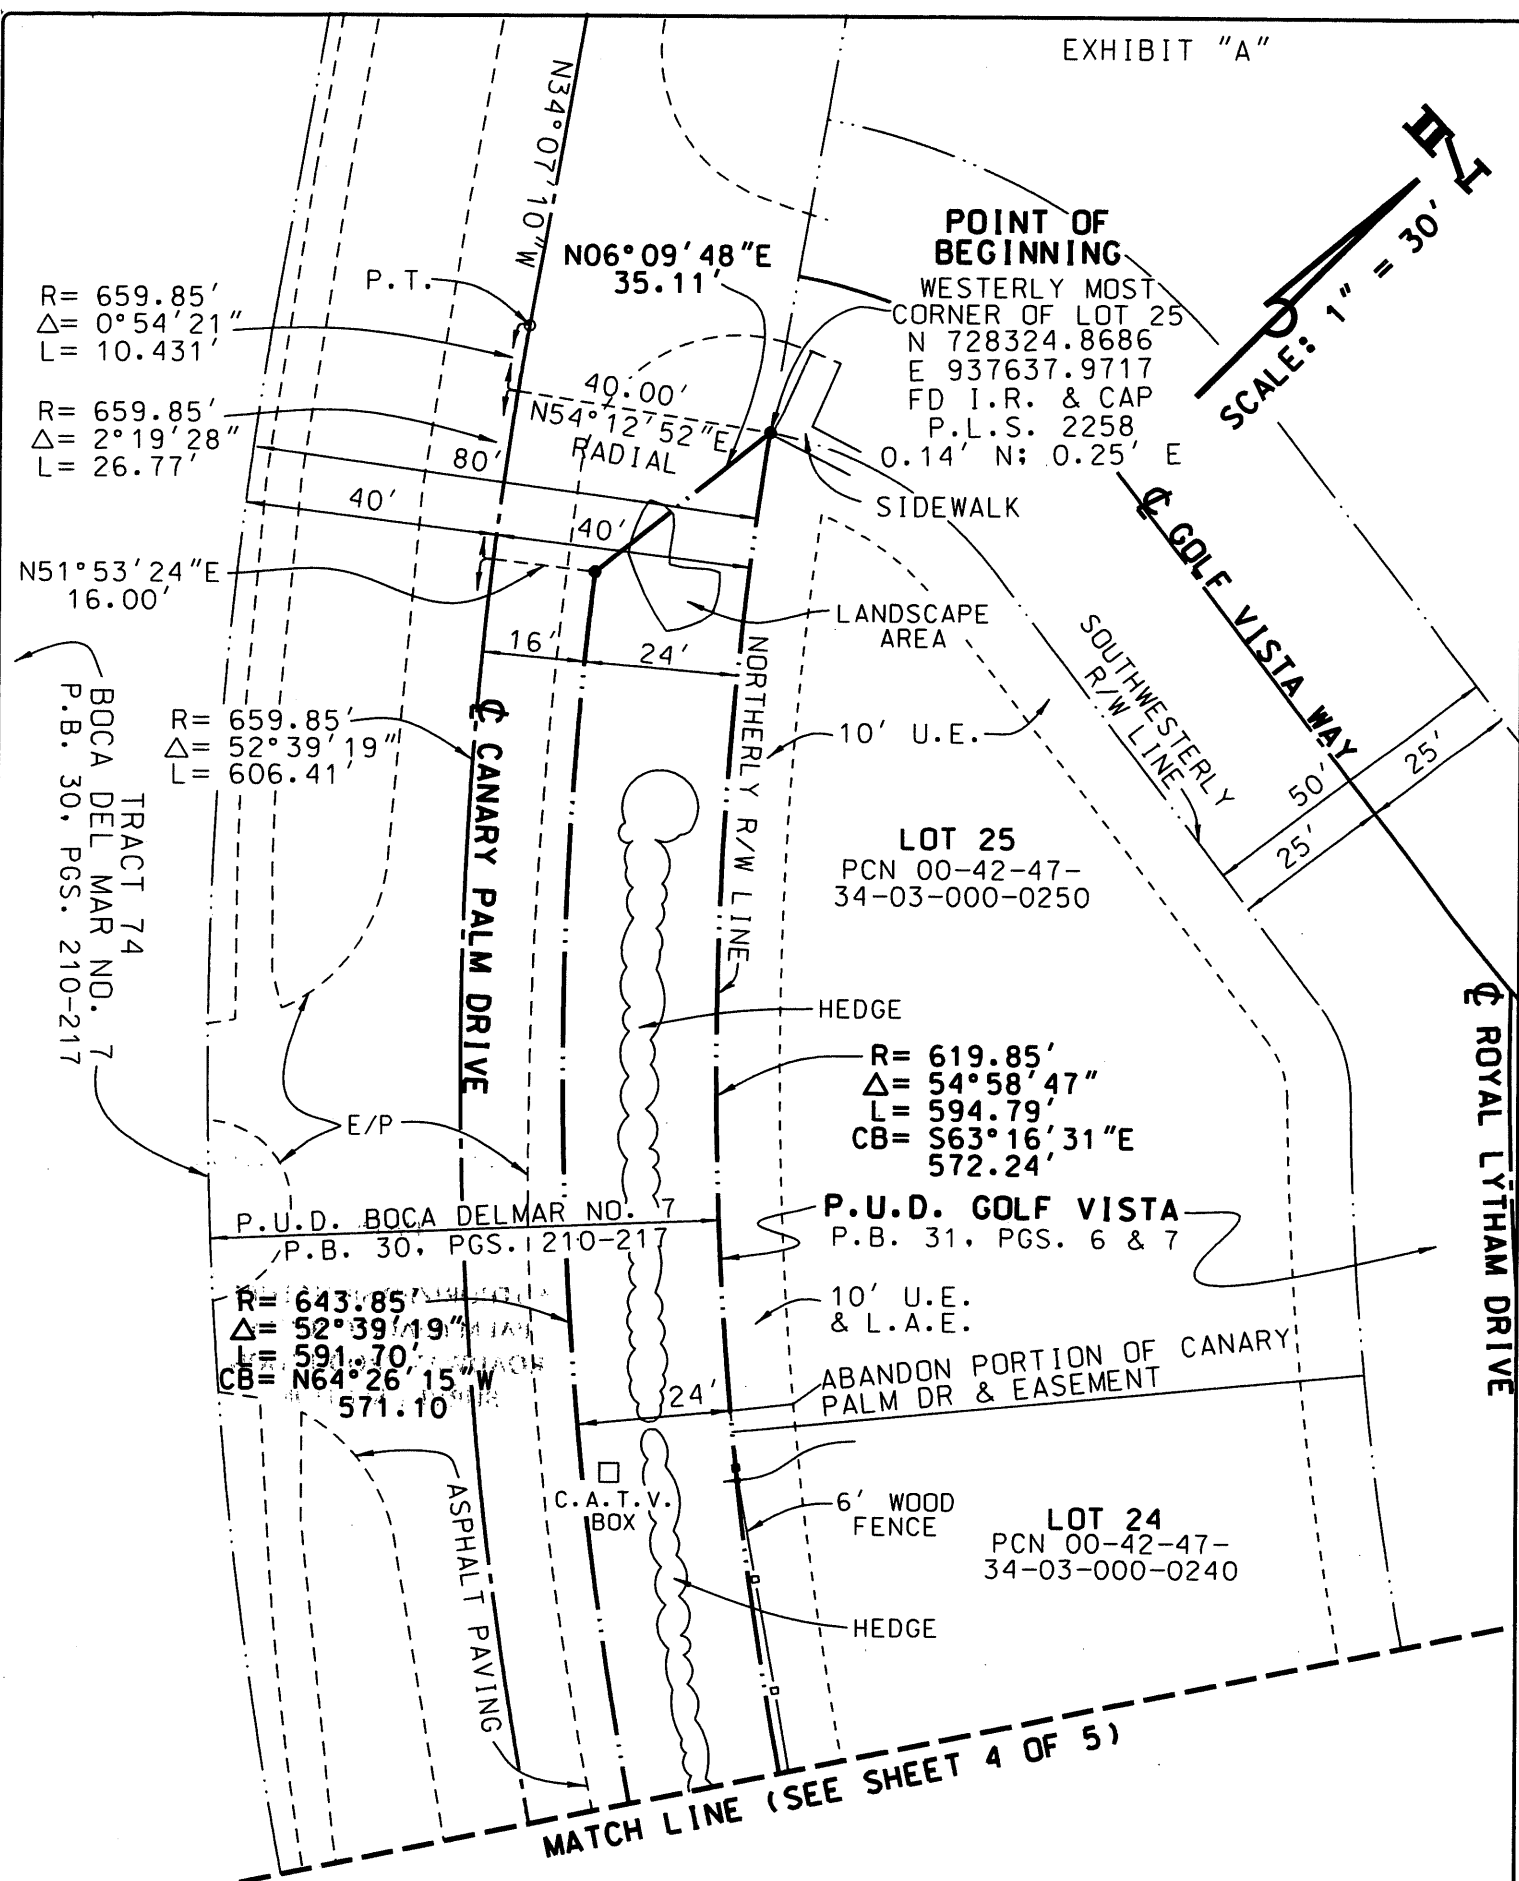 EXHIBIT "A"
N34°07'10"W
POINT OF
BEGINNING
WESTERLY MOST
CORNER OF LOT 25
N 728324.8686
E 937637.9717
FD I.R. & CAP
P.L.S. 2258
0.14' N; 0.25' E
SCALE: 1" = 30'
N06°09'48"E
35.11'
P.T.
R= 659.85'
Δ= 0°54'21"
L= 10.431'
R= 659.85'
Δ= 2°19'28"
L= 26.77'
40.00'
N54°12'52"E
RADIAL
80'
40'
40'
SIDEWALK
N51°53'24"E
16.00'
LANDSCAPE
AREA
16'
24'
℄ GOLF VISTA WAY
SOUTHWESTERLY
R/W LINE
NORTHERLY R/W LINE
10' U.E.
50'
25'
25'
TRACT 74
BOCA DEL MAR NO. 7
P.B. 30, PGS. 210-217
R= 659.85'
Δ= 52°39'19"
L= 606.41'
℄ CANARY PALM DRIVE
LOT 25
PCN 00-42-47-
34-03-000-0250
HEDGE
R= 619.85'
Δ= 54°58'47"
L= 594.79'
CB= S63°16'31"E
572.24'
℄ ROYAL LYTHAM DRIVE
E/P
P.U.D. BOCA DELMAR NO. 7
P.B. 30, PGS. 210-217
P.U.D. GOLF VISTA
P.B. 31, PGS. 6 & 7
R= 643.85'
Δ= 52°39'19"
L= 591.70'
CB= N64°26'15"W
571.10
10' U.E.
& L.A.E.
ABANDON PORTION OF CANARY
PALM DR & EASEMENT
24'
ASPHALT PAVING
C.A.T.V.
BOX
6' WOOD
FENCE
LOT 24
PCN 00-42-47-
34-03-000-0240
HEDGE
MATCH LINE (SEE SHEET 4 OF 5)